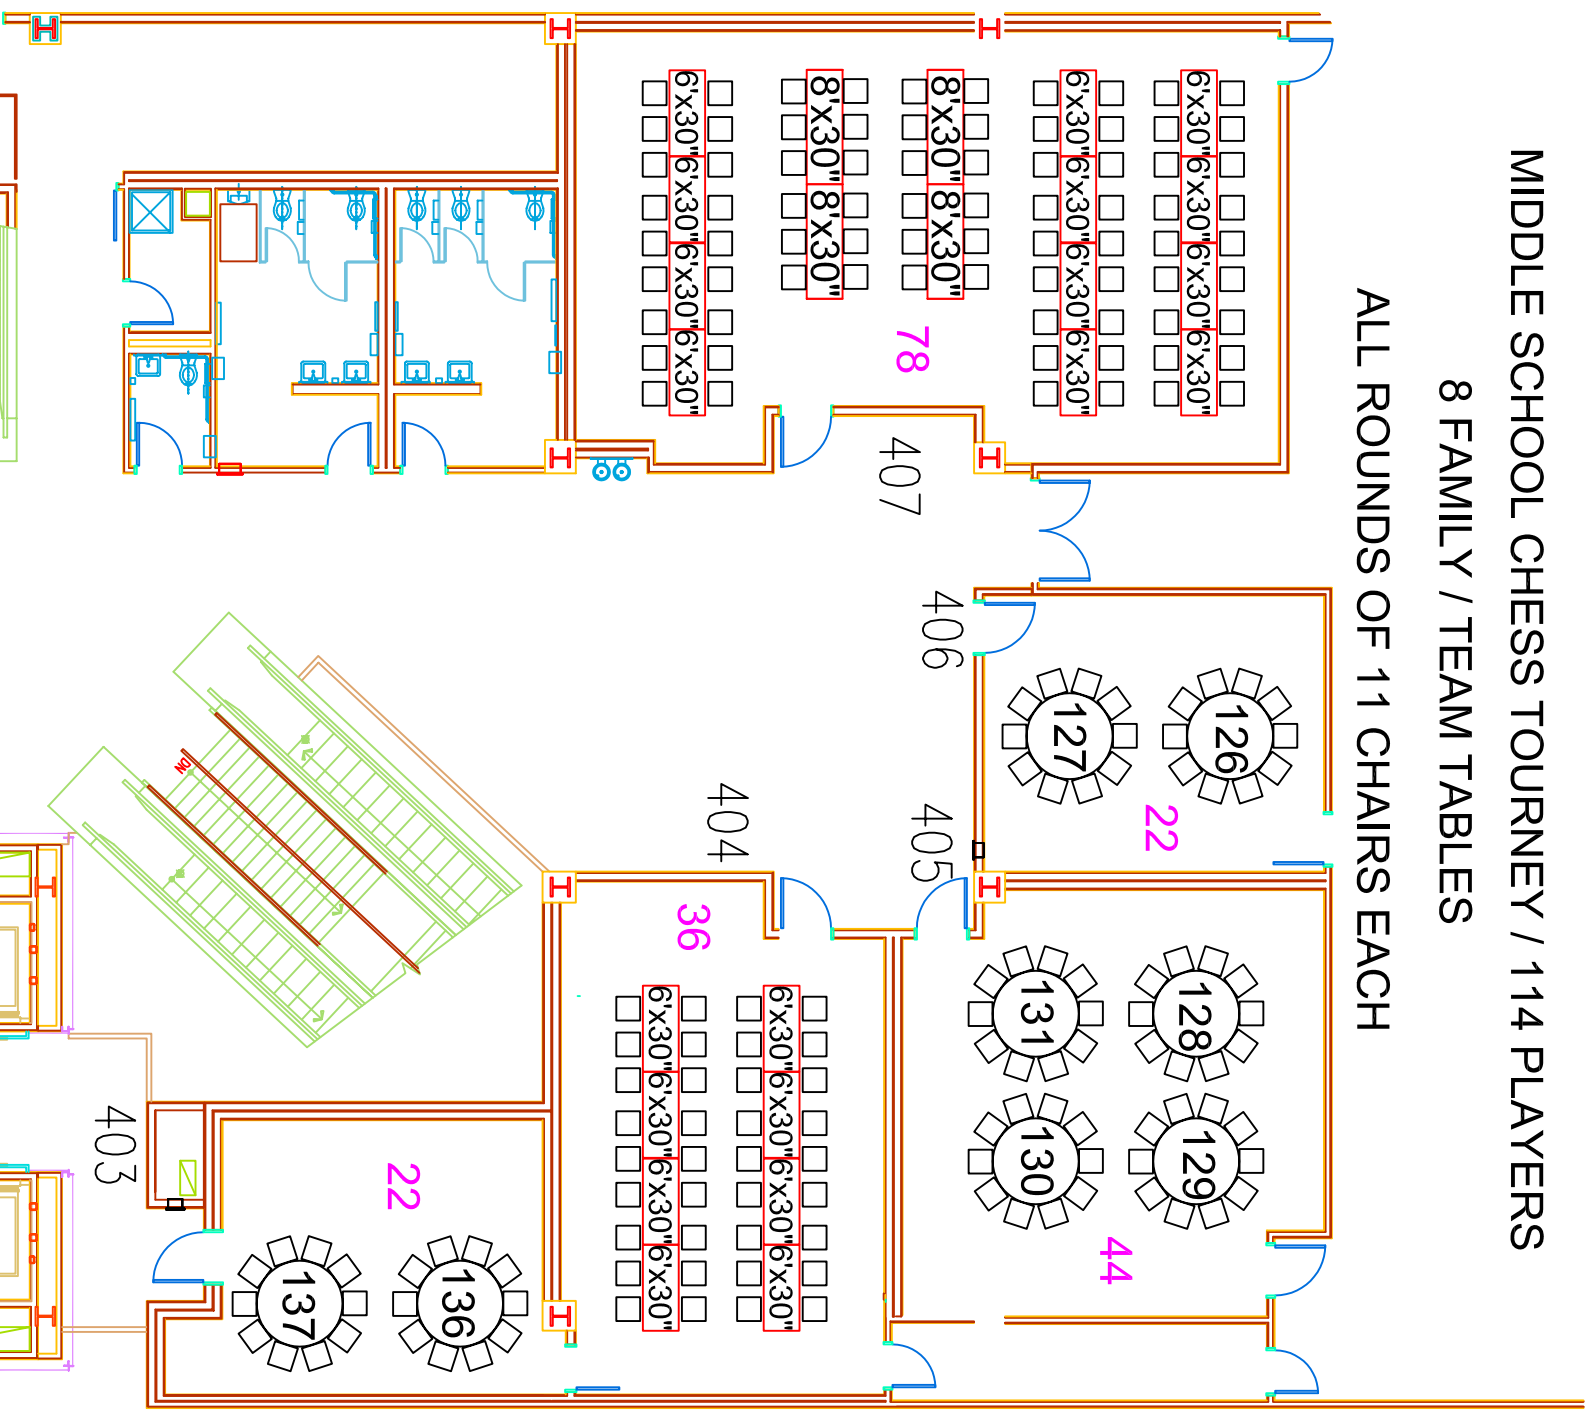 MIDDLE SCHOOL CHESS TOURNEY / 114 PLAYERS
8 FAMILY / TEAM TABLES
ALL ROUNDS OF 11 CHAIRS EACH
6'x30" 6'x30" 6'x30" 6'x30"
6'x30" 6'x30" 6'x30" 6'x30"
8'x30" 8'x30"
8'x30" 8'x30"
6'x30" 6'x30" 6'x30" 6'x30"
78
407
406
126
127
22
405
128
129
131
130
44
404
36
6'x30" 6'x30" 6'x30" 6'x30"
6'x30" 6'x30" 6'x30" 6'x30"
22
136
137
DN
403